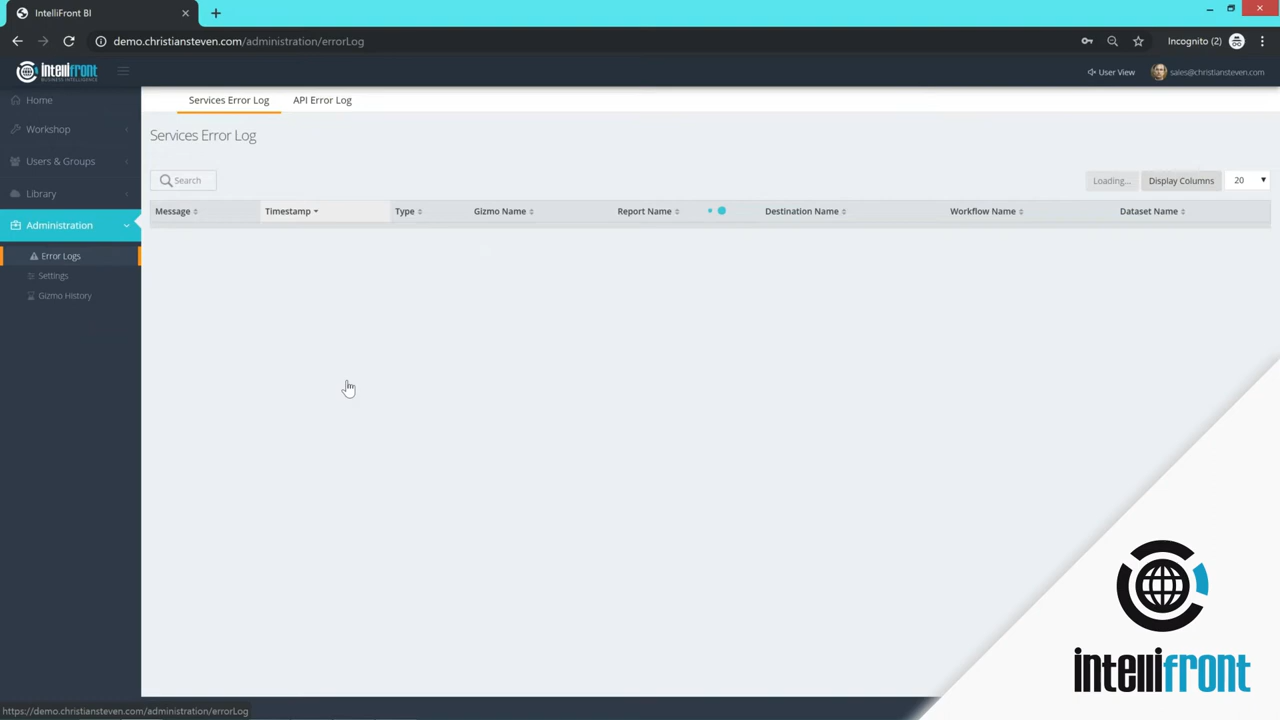 IntelliFront BI
demo.christiansteven.com/administration/errorLog
Incognito (2)
intellifront
BUSINESS INTELLIGENCE
User View
sales@christiansteven.com
Home
Workshop
Users & Groups
Library
Administration
Error Logs
Settings
Gizmo History
Services Error Log
API Error Log
Services Error Log
Search
Loading...
Display Columns
20
Message
Timestamp
Type
Gizmo Name
Report Name
Destination Name
Workflow Name
Dataset Name
intellifront
https://demo.christiansteven.com/administration/errorLog